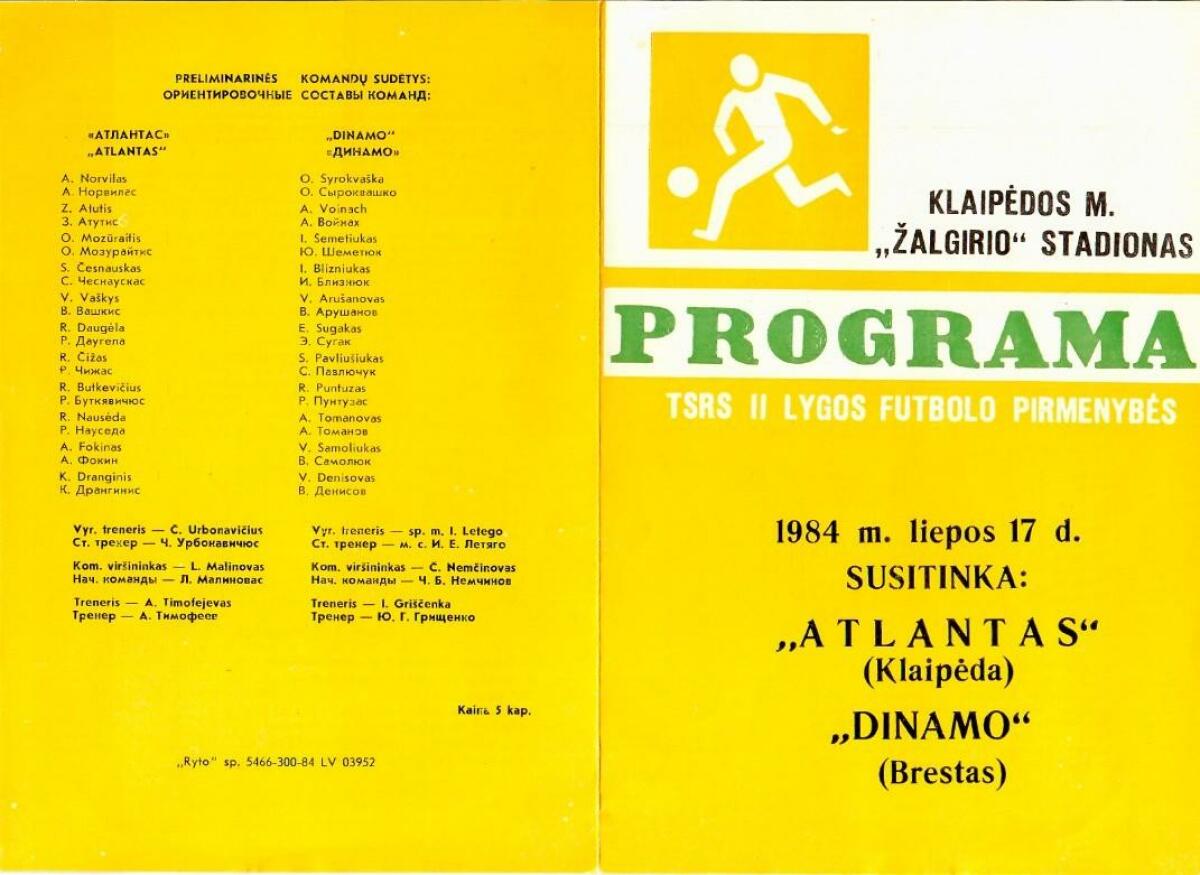 PRELIMINARINĖS KOMANDŲ SUDĖTYS:
ОРИЕНТИРОВОЧНЫЕ СОСТАВЫ КОМАНД:
«АТЛАНТАС»
„ATLANTAS“
A. Norvilas
А. Норвилес
Z. Atutis
З. Атутис
O. Mozūraitis
О. Мозурайтис
S. Česnauskas
С. Чеснаускас
V. Vaškys
В. Вашкис
R. Daugėla
Р. Даугела
R. Čižas
Р. Чижас
R. Butkevičius
Р. Буткявичюс
R. Nausėda
Р. Науседа
A. Fokinas
А. Фокин
K. Dranginis
К. Дрангинис
Vyr. treneris — Č. Urbonavičius
Ст. тренер — Ч. Урбонавичюс
Kom. viršininkas — L. Malinovas
Нач. команды — Л. Малиновас
Treneris — A. Timofejevas
Тренер — А. Тимофеев
„DINAMO“
«ДИНАМО»
O. Syrokvaška
О. Сыроквашко
A. Voinach
А. Войнах
I. Semetiukas
Ю. Шеметюк
I. Blizniukas
И. Близнюк
V. Arušanovas
В. Арушанов
E. Sugakas
Э. Сугак
S. Pavliušiukas
С. Павлючук
R. Puntuzas
Р. Пунтузас
A. Tomanovas
А. Томанов
V. Samoliukas
В. Самолюк
V. Denisovas
В. Денисов
Vyr. treneris — sp. m. I. Letego
Ст. тренер — м. с. И. Е. Летяго
Kom. viršininkas — Č. Nemčinovas
Нач. команды — Ч. Б. Немчинов
Treneris — I. Griščenka
Тренер — Ю. Г. Грищенко
Kaina 5 kap.
„Ryto“ sp. 5466-300-84 LV 03952
KLAIPĖDOS M.
„ŽALGIRIO“ STADIONAS
PROGRAMA
TSRS II LYGOS FUTBOLO PIRMENYBĖS
1984 m. liepos 17 d.
SUSITINKA:
„ATLANTAS“
(Klaipėda)
„DINAMO“
(Brestas)